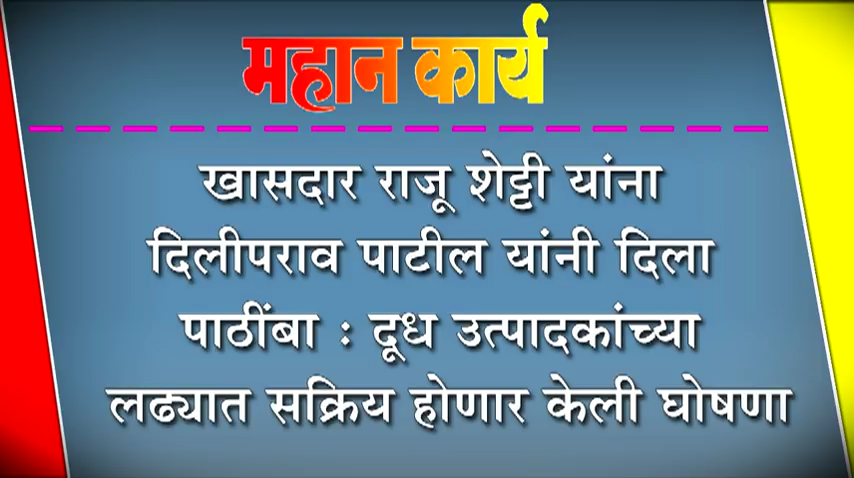 महान कार्य
खासदार राजू शेट्टी यांना
दिलीपराव पाटील यांनी दिला
पाठींबा : दूध उत्पादकांच्या
लढ्यात सक्रिय होणार केली घोषणा